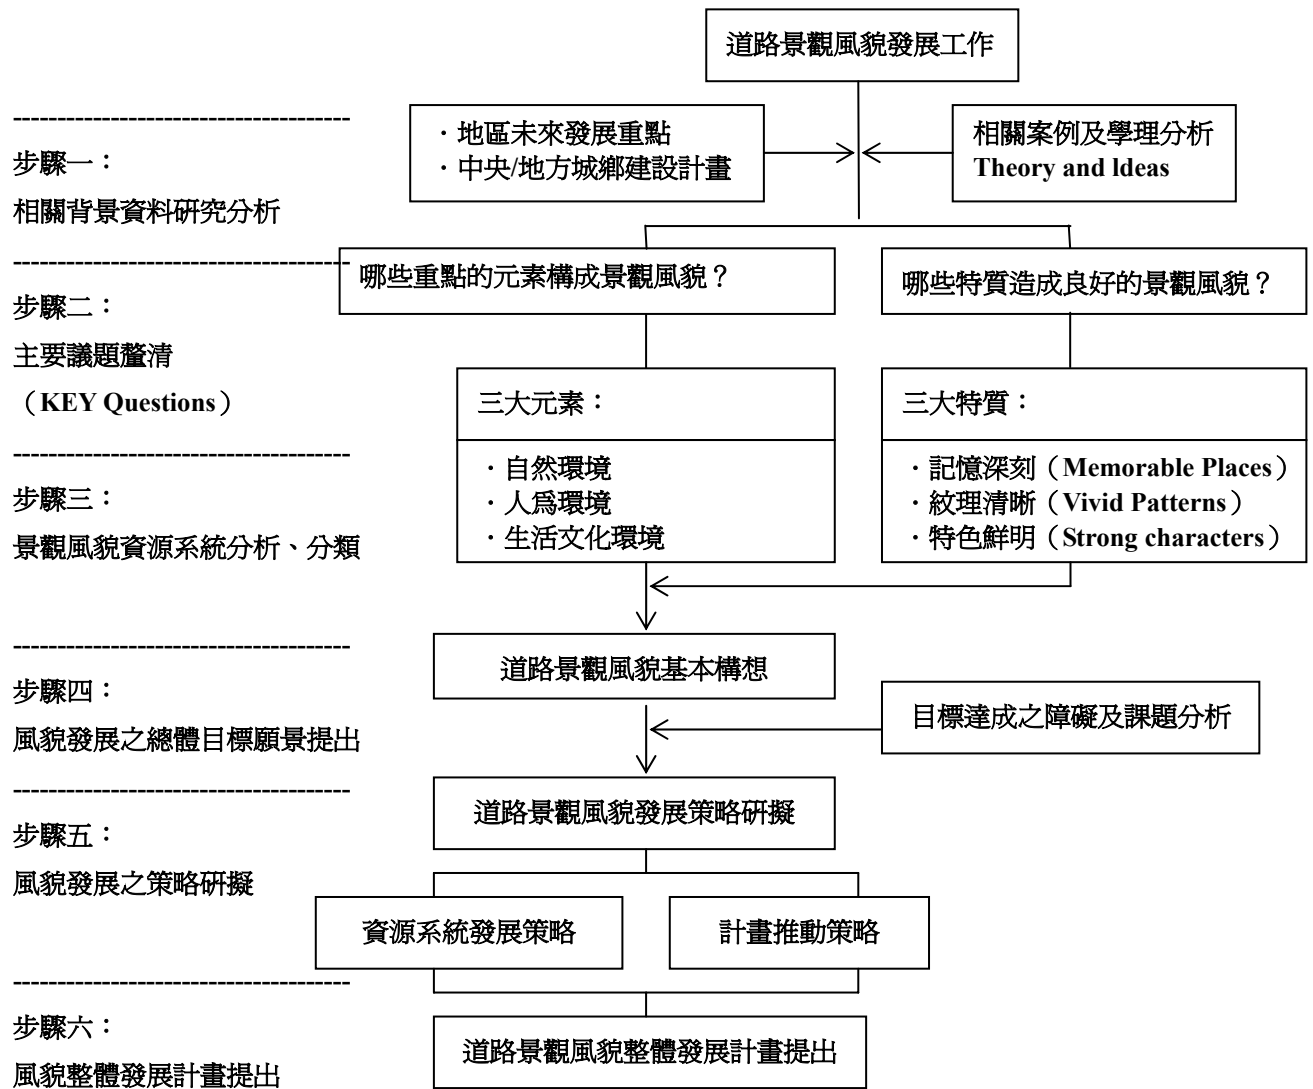 道路景觀風貌發展工作
------------------------------------
步驟一：
相關背景資料研究分析
．地區未來發展重點
．中央/地方城鄉建設計畫
相關案例及學理分析
Theory and ldeas
------------------------------------
步驟二：
主要議題釐清
（KEY Questions）
哪些重點的元素構成景觀風貌？
哪些特質造成良好的景觀風貌？
三大元素：
三大特質：
------------------------------------
步驟三：
景觀風貌資源系統分析、分類
．自然環境
．人為環境
．生活文化環境
．記憶深刻（Memorable Places）
．紋理清晰（Vivid Patterns）
．特色鮮明（Strong characters）
------------------------------------
步驟四：
風貌發展之總體目標願景提出
道路景觀風貌基本構想
目標達成之障礙及課題分析
------------------------------------
步驟五：
風貌發展之策略研擬
道路景觀風貌發展策略研擬
資源系統發展策略
計畫推動策略
------------------------------------
步驟六：
風貌整體發展計畫提出
道路景觀風貌整體發展計畫提出